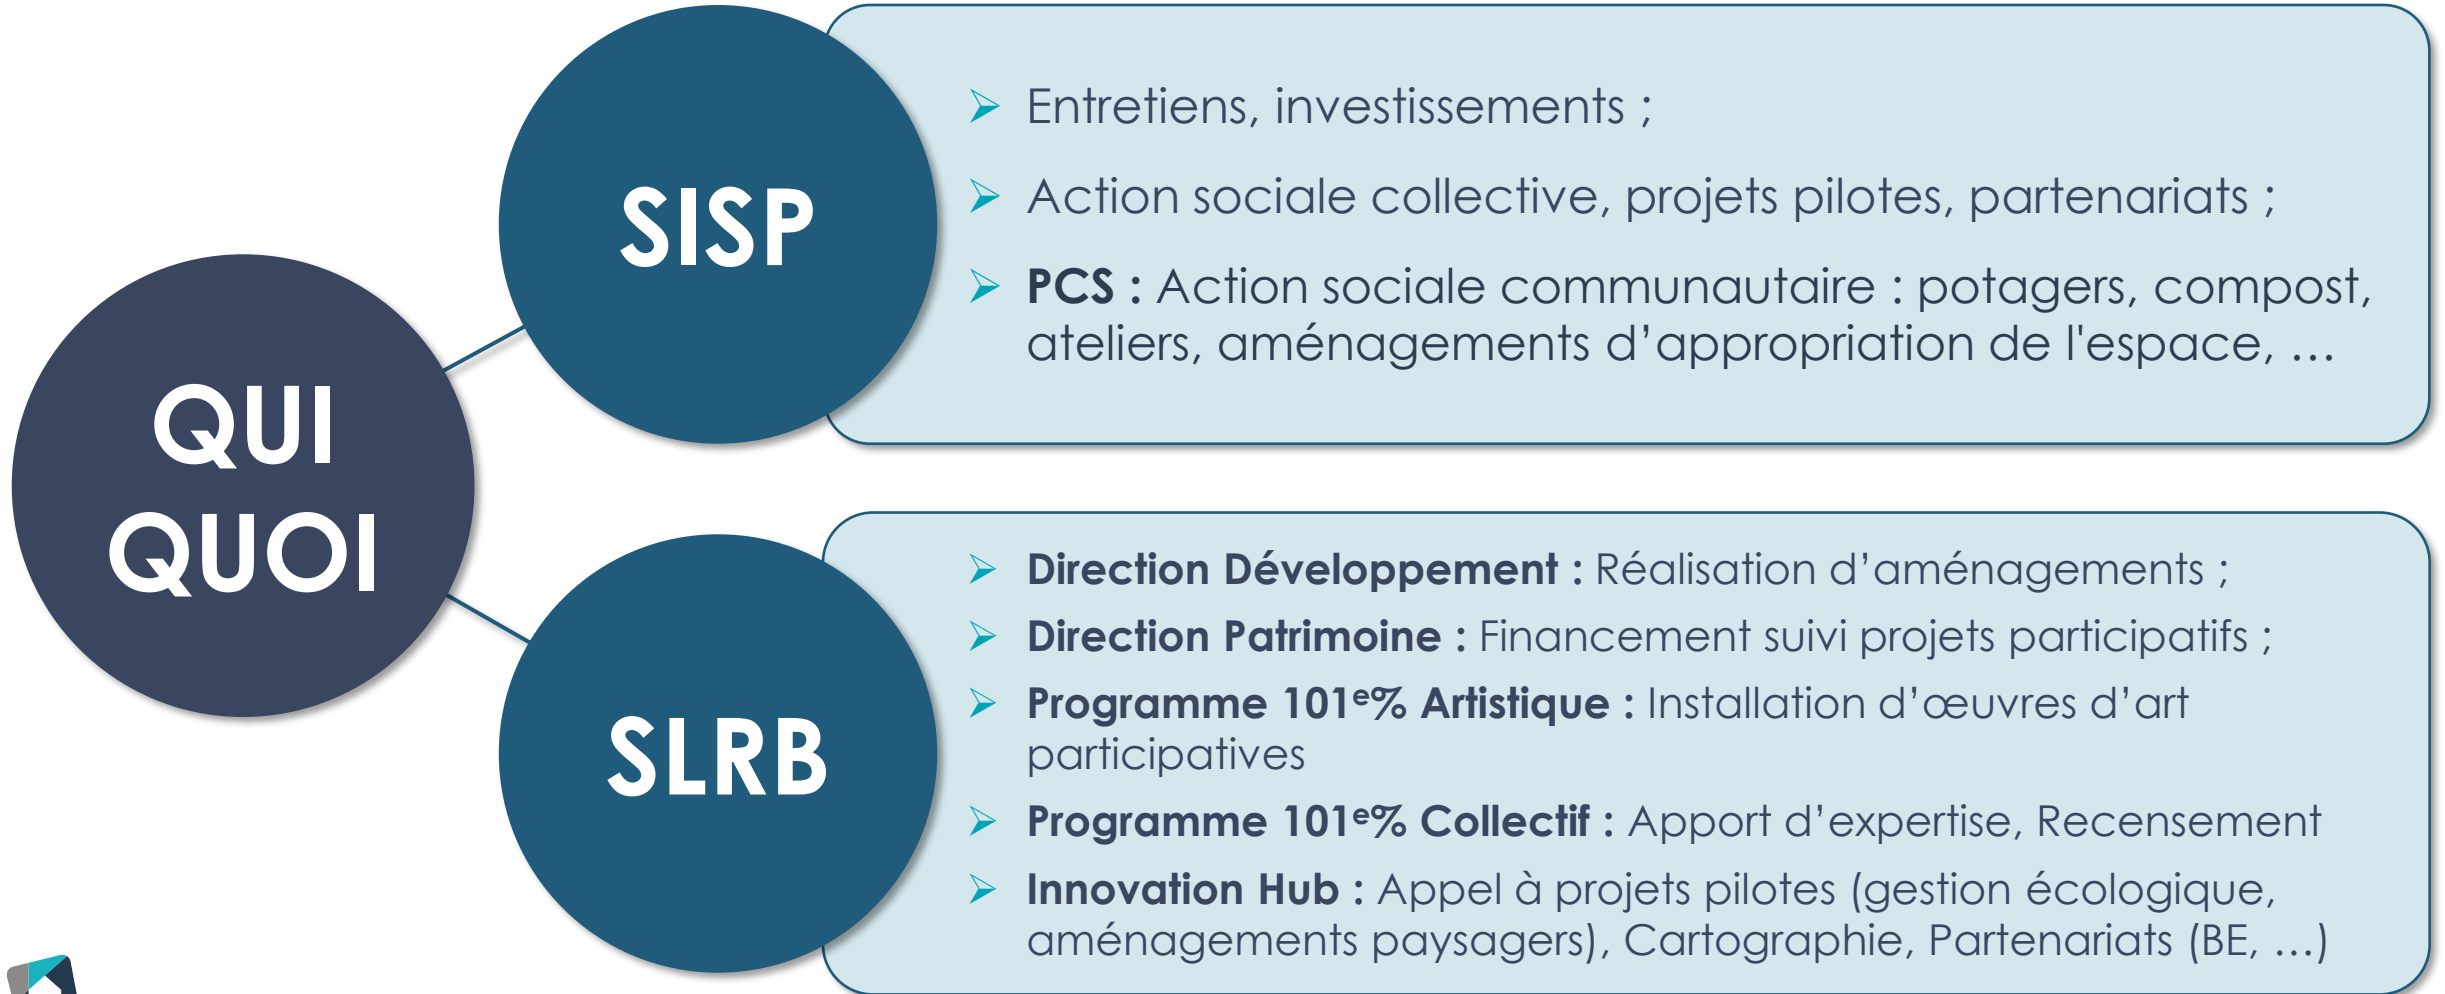 QUI
QUOI
SISP
Entretiens, investissements ;
Action sociale collective, projets pilotes, partenariats ;
PCS : Action sociale communautaire : potagers, compost,
ateliers, aménagements d’appropriation de l'espace, …
SLRB
Direction Développement : Réalisation d’aménagements ;
Direction Patrimoine : Financement suivi projets participatifs ;
Programme 101ᵉ% Artistique : Installation d’œuvres d’art
participatives
Programme 101ᵉ% Collectif : Apport d’expertise, Recensement
Innovation Hub : Appel à projets pilotes (gestion écologique,
aménagements paysagers), Cartographie, Partenariats (BE, …)